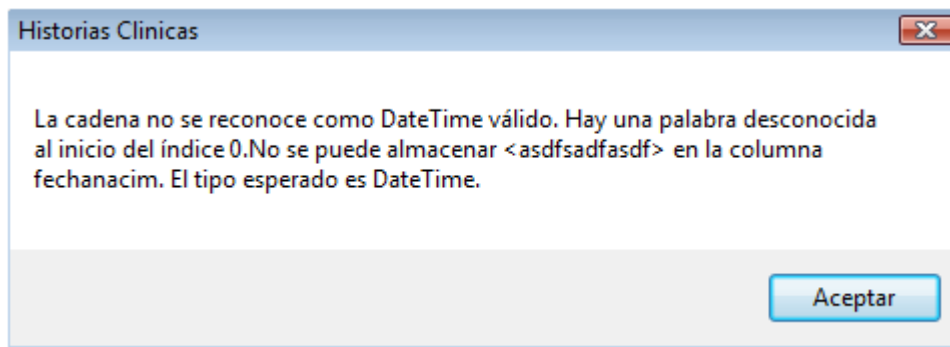 Historias Clinicas
La cadena no se reconoce como DateTime válido. Hay una palabra desconocida
al inicio del índice 0.No se puede almacenar <asdfsadfasdf> en la columna
fechanacim. El tipo esperado es DateTime.
Aceptar